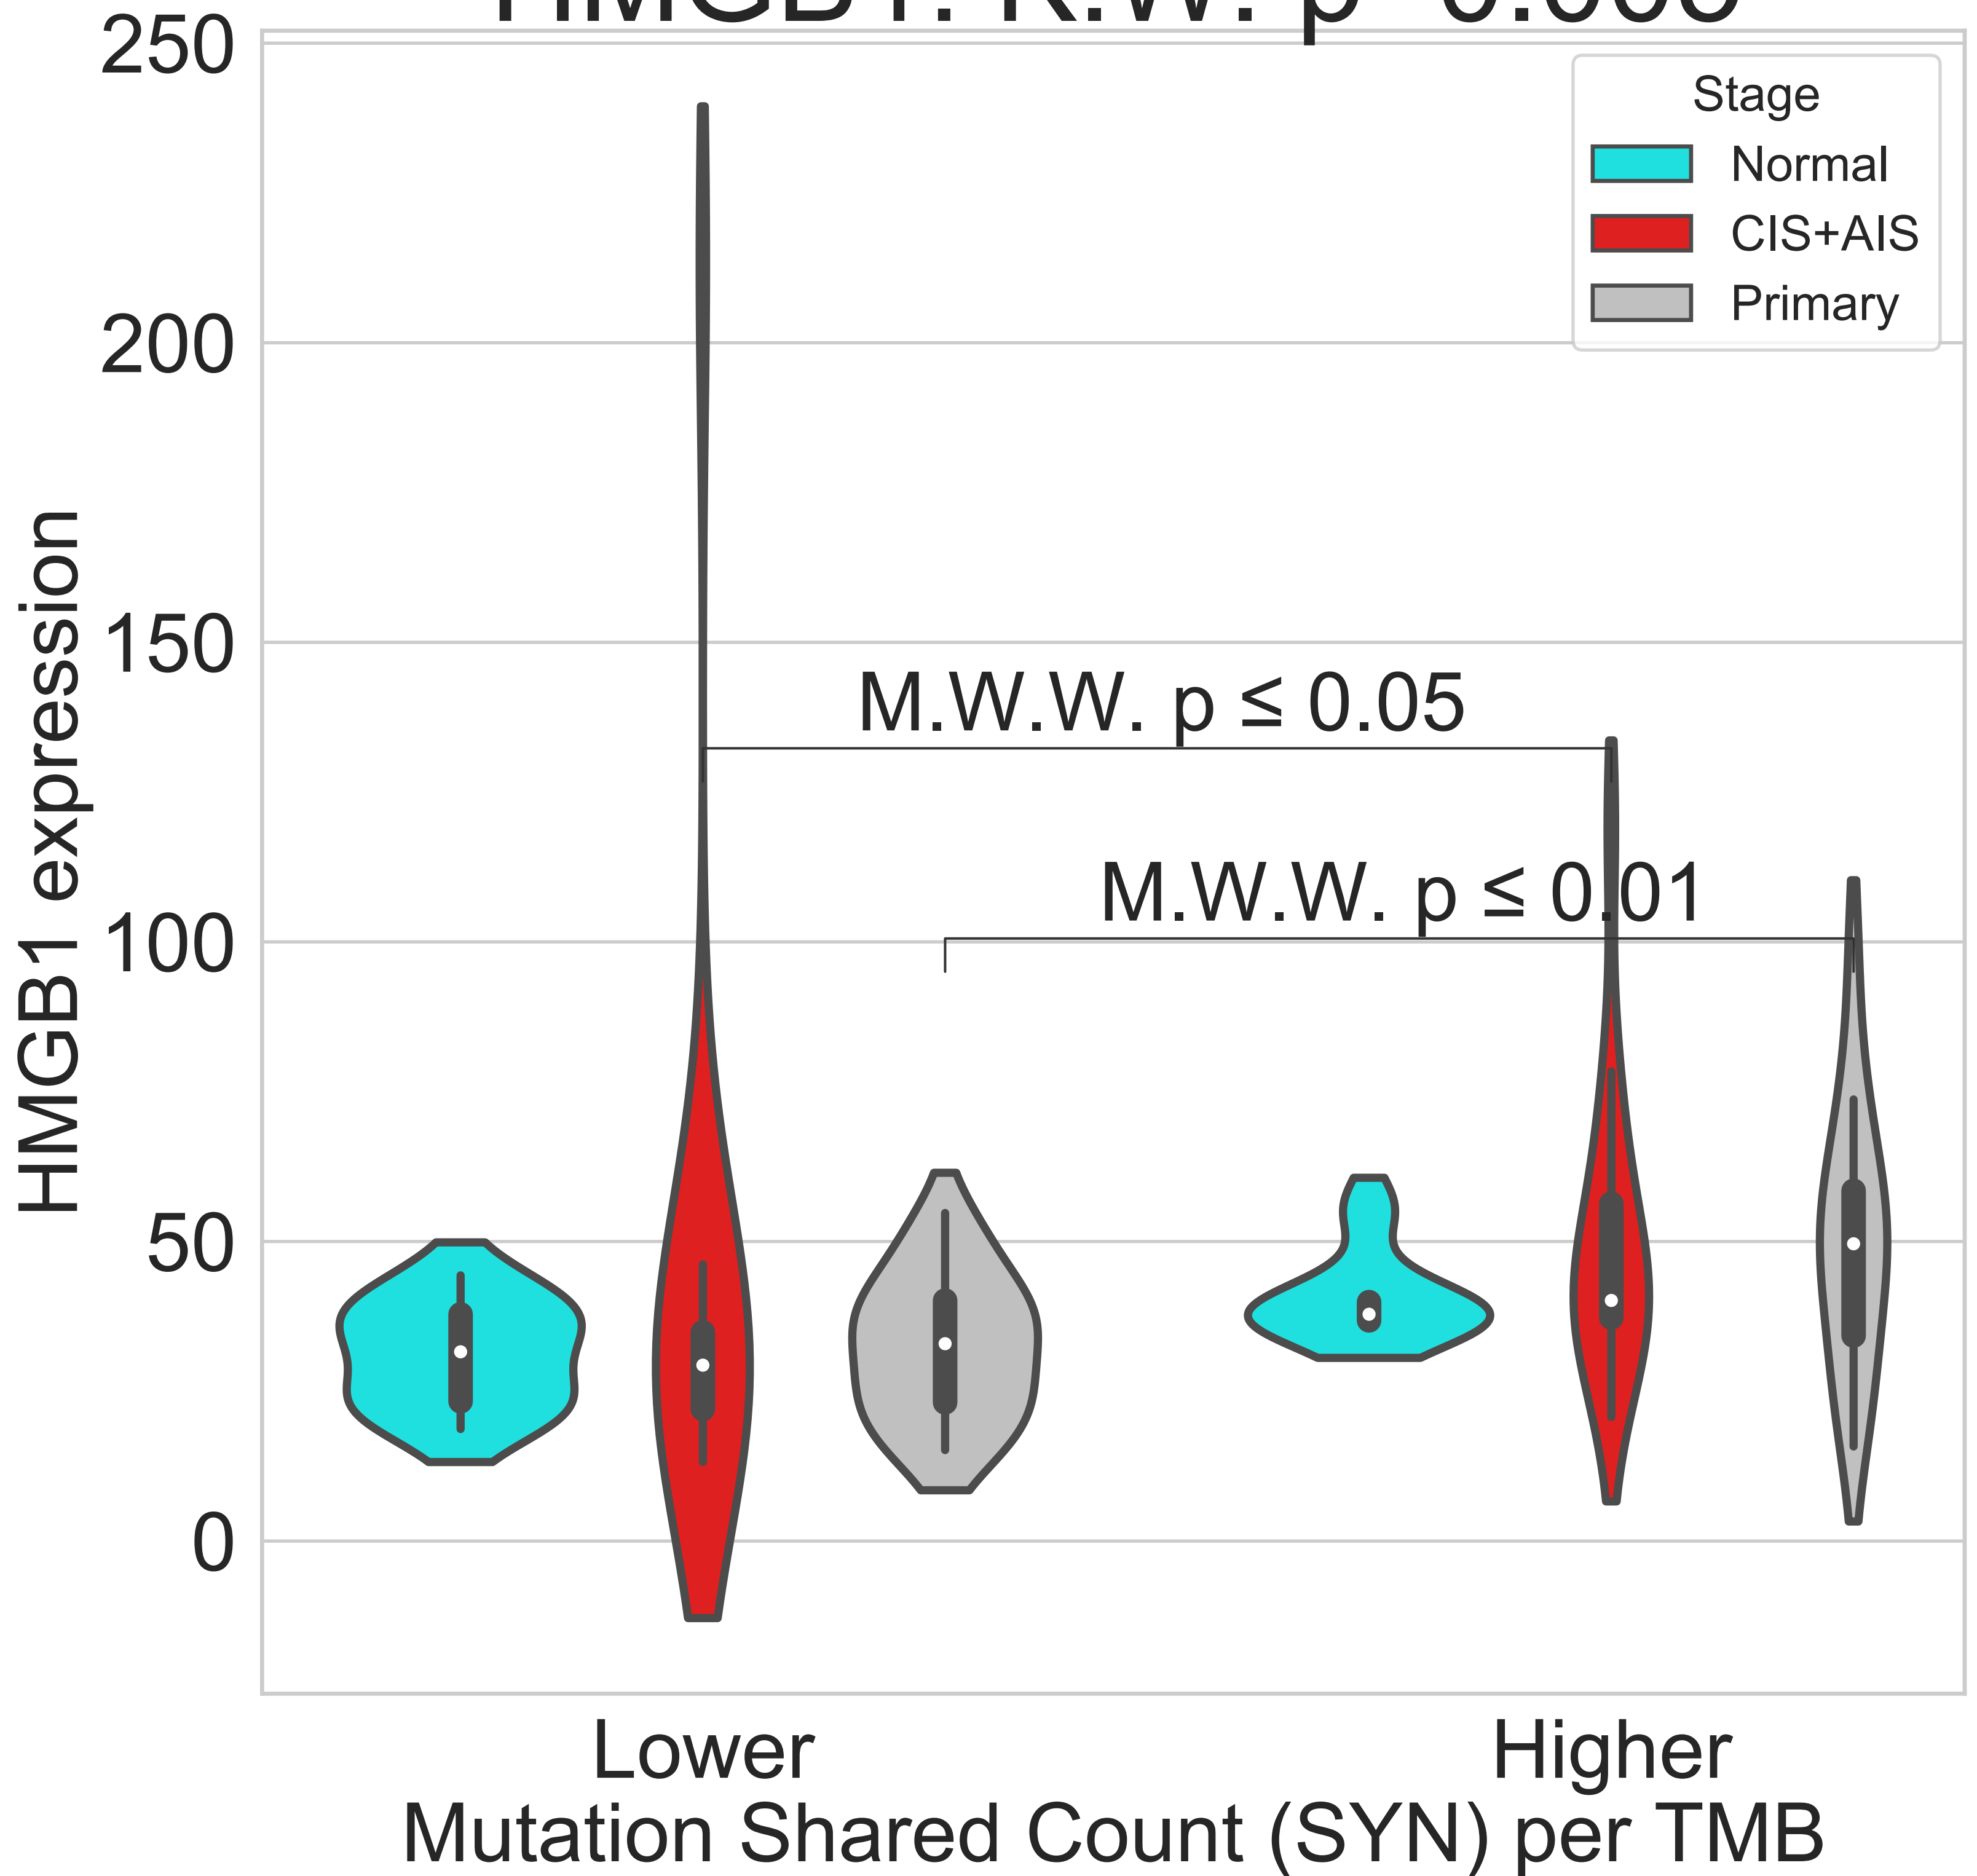 250
Stage
Normal
CIS+AIS
Primary
200
150
100
50
0
HMGB1 expression
M.W.W. p ≤ 0.05
M.W.W. p ≤ 0.01
Lower
Higher
Mutation Shared Count (SYN) per TMB